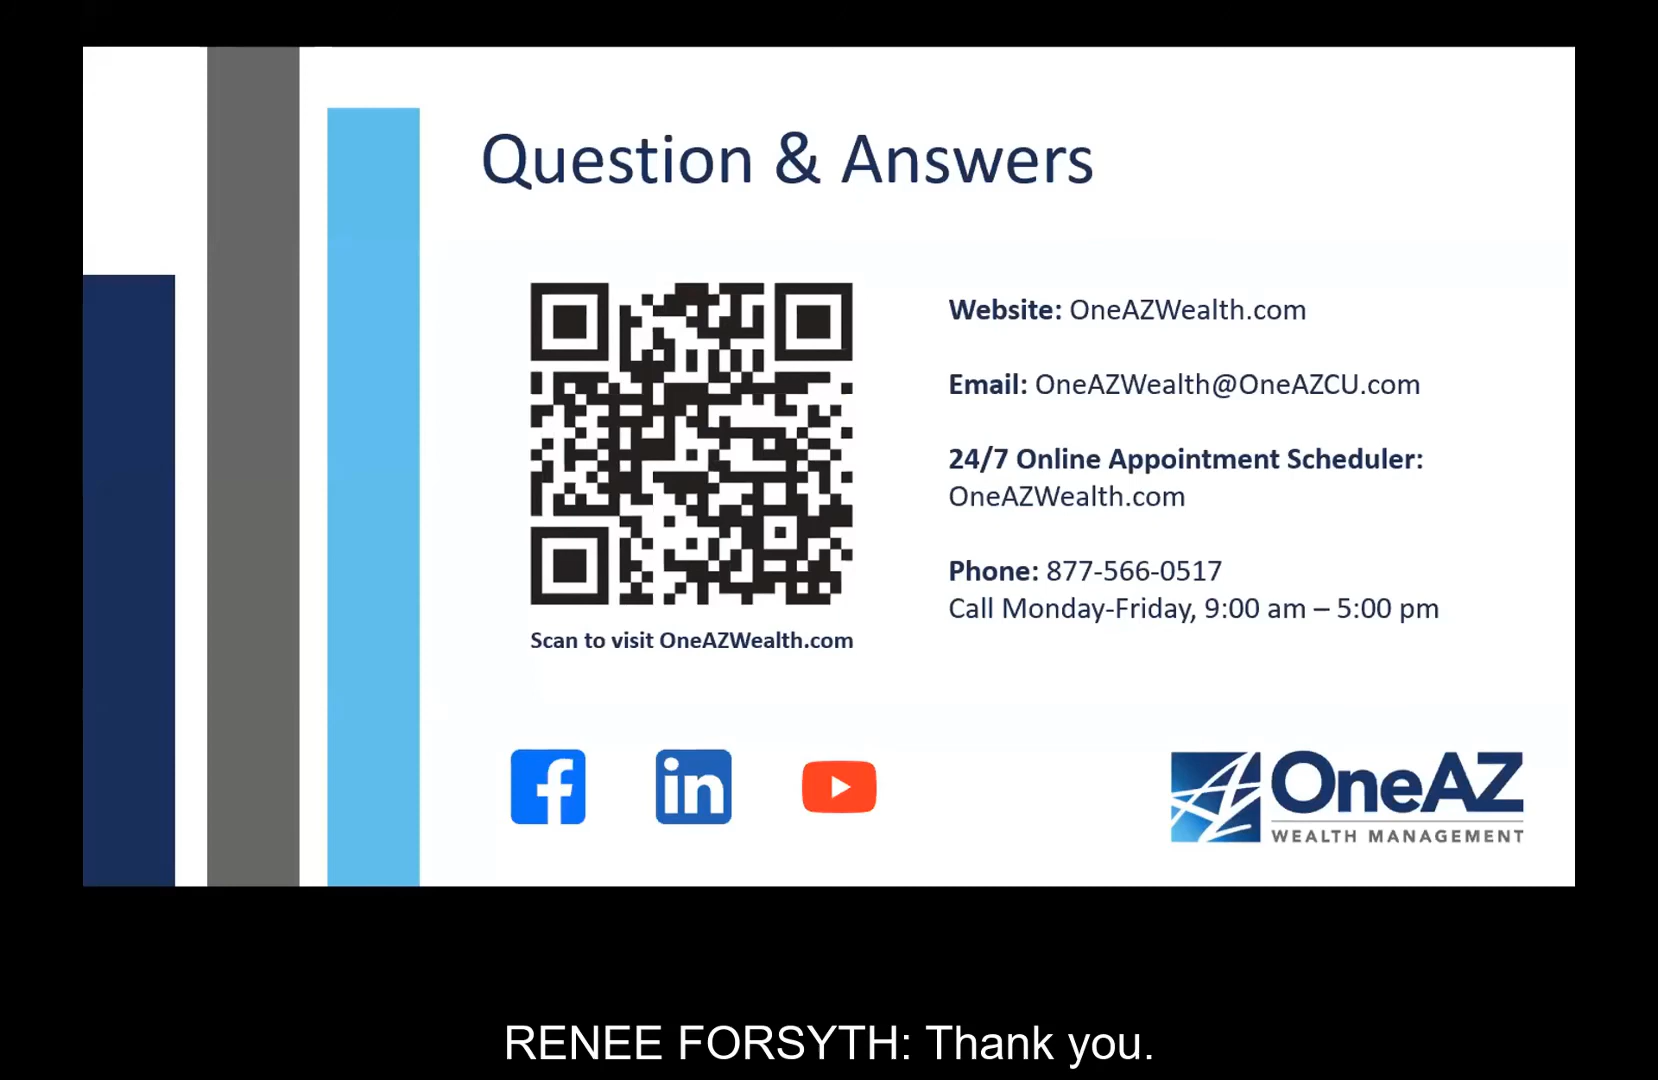 Question & Answers
Website: OneAZWealth.com
Email: OneAZWealth@OneAZCU.com
24/7 Online Appointment Scheduler:
OneAZWealth.com
Phone: 877-566-0517
Call Monday-Friday, 9:00 am – 5:00 pm
Scan to visit OneAZWealth.com
f
in
OneAZ
WEALTH MANAGEMENT
RENEE FORSYTH: Thank you.